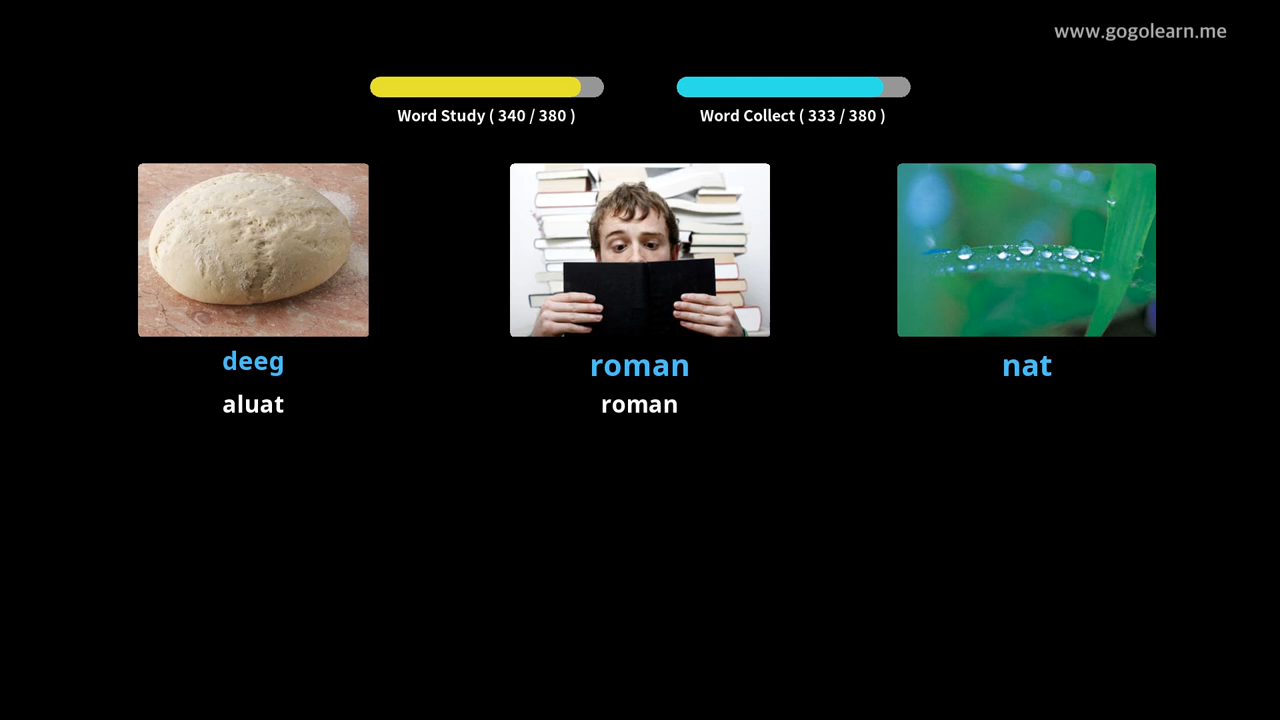 www.gogolearn.me
Word Study ( 340 / 380 )
Word Collect ( 333 / 380 )
deeg
roman
nat
aluat
roman